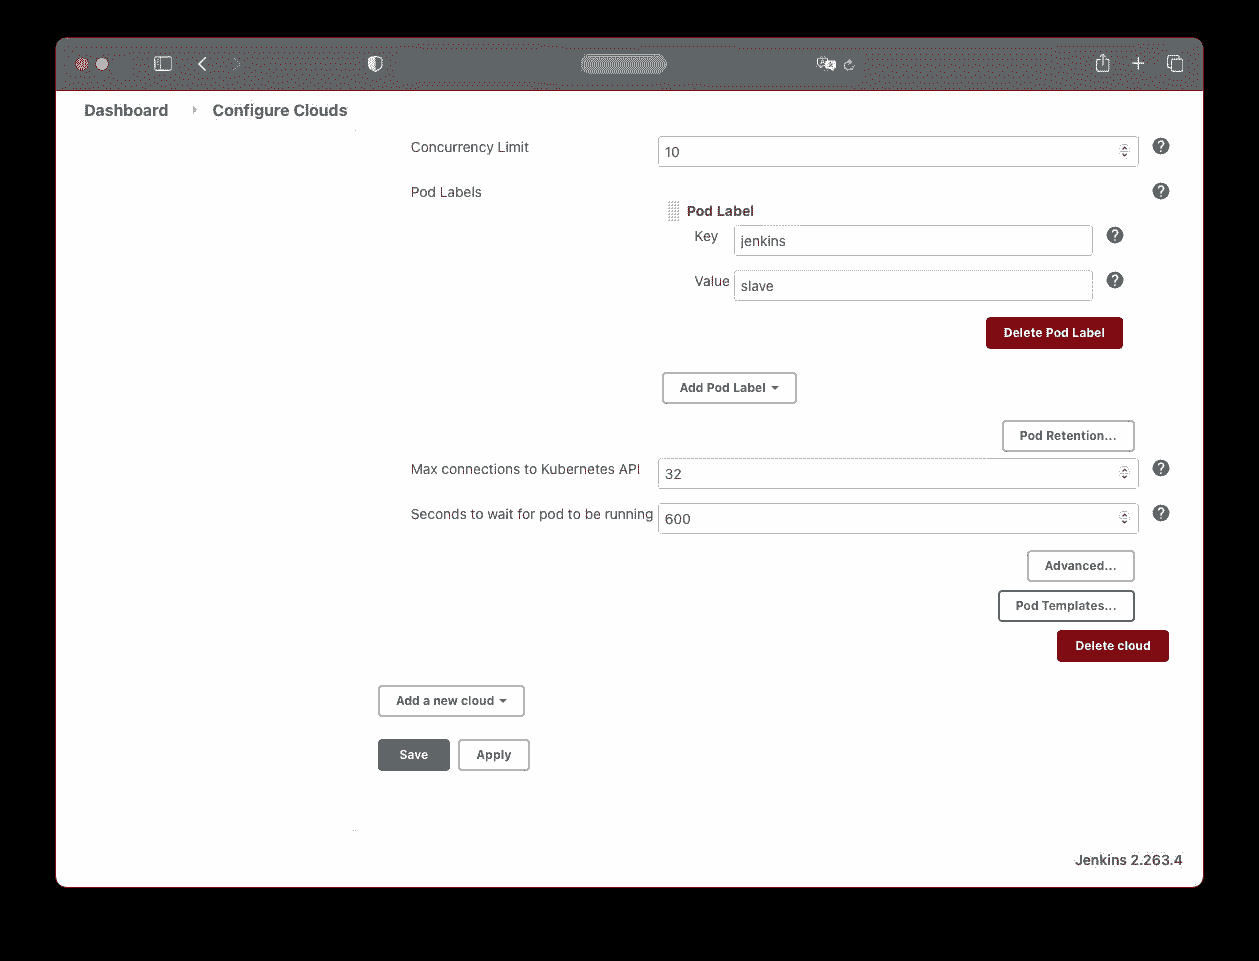 Dashboard Configure Clouds
Concurrency Limit 10
Pod Labels
Pod Label
Key jenkins
Value slave
Delete Pod Label
Add Pod Label
Pod Retention...
Max connections to Kubernetes API 32
Seconds to wait for pod to be running 600
Advanced...
Pod Templates...
Delete cloud
Add a new cloud
Save Apply
Jenkins 2.263.4